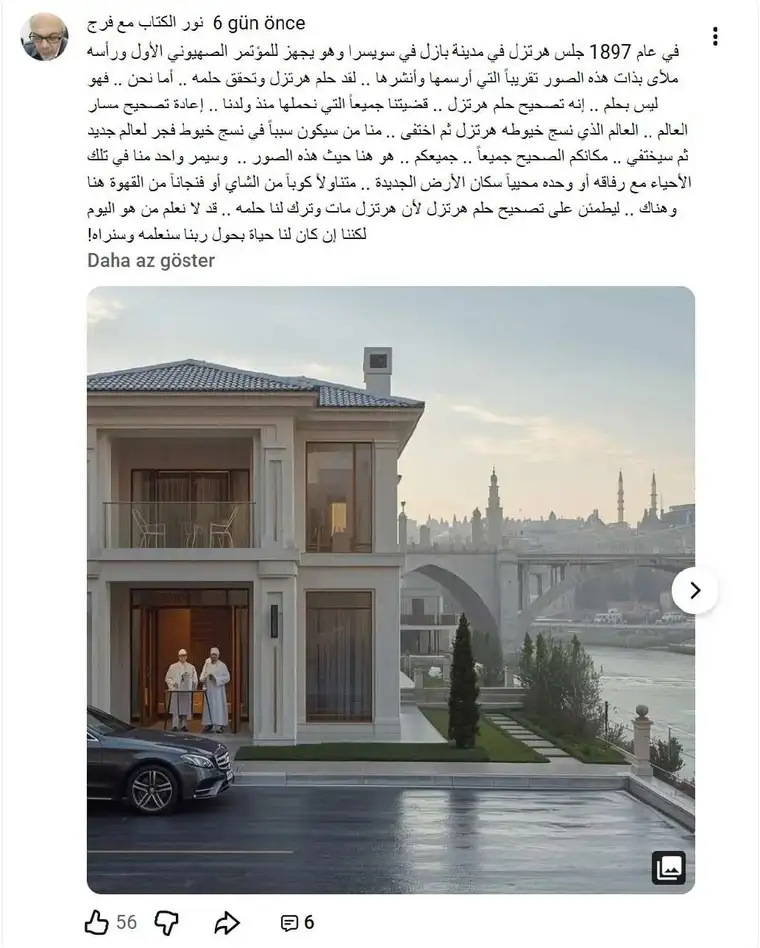 نور الكتاب مع فرج 6 gün önce
في عام 1897 جلس هرتزل في مدينة بازل في سويسرا وهو يجهز للمؤتمر الصهيوني الأول ورأسه
ملأى بذات هذه الصور تقريباً التي أرسمها وأنشرها .. لقد حلم هرتزل وتحقق حلمه .. أما نحن .. فهو
ليس بحلم .. إنه تصحيح حلم هرتزل .. قضيتنا جميعاً التي نحملها منذ ولدنا .. إعادة تصحيح مسار
العالم .. العالم الذي نسج خيوطه هرتزل ثم اختفى .. منا من سيكون سبباً في نسج خيوط فجر لعالم جديد
ثم سيختفي .. مكانكم الصحيح جميعاً .. جميعكم .. هو هنا حيث هذه الصور .. وسيمر واحد منا في تلك
الأحياء مع رفاقه أو وحده محيياً سكان الأرض الجديدة .. متناولاً كوباً من الشاي أو فنجاناً من القهوة هنا
وهناك .. ليطمئن على تصحيح حلم هرتزل لأن هرتزل مات وترك لنا حلمه .. قد لا نعلم من هو اليوم
لكننا إن كان لنا حياة بحول ربنا سنعلمه وسنراه!
Daha az göster
56
6